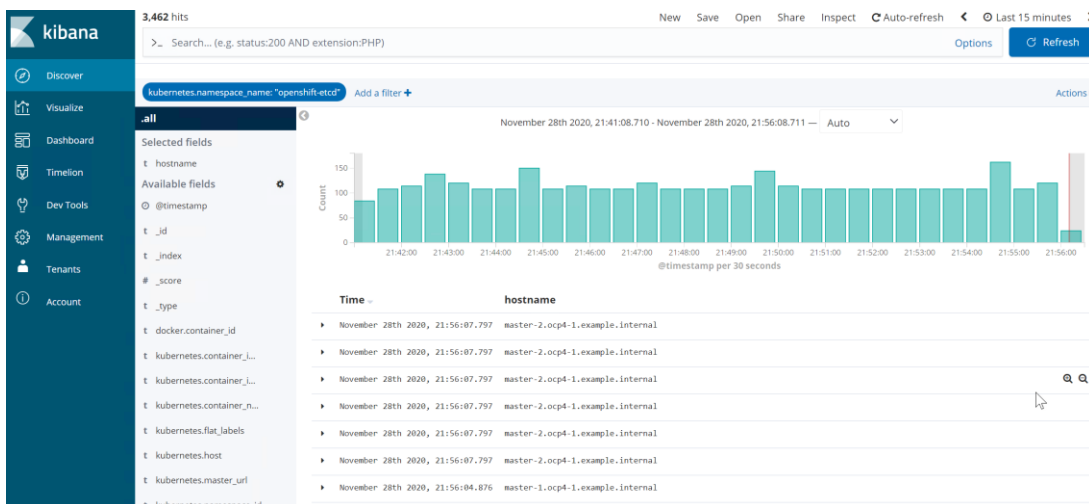 kibana
Discover
Visualize
Dashboard
Timelion
Dev Tools
Management
Tenants
Account
3,462 hits
New Save Open Share Inspect Auto-refresh Last 15 minutes
>_ Search... (e.g. status:200 AND extension:PHP)
Options
Refresh
kubernetes.namespace_name: "openshift-etcd" Add a filter +
Actions
.all
Selected fields
t hostname
Available fields
@timestamp
t _id
t _index
# _score
t _type
t docker.container_id
t kubernetes.container_i...
t kubernetes.container_i...
t kubernetes.container_n...
t kubernetes.flat_labels
t kubernetes.host
t kubernetes.master_url
November 28th 2020, 21:41:08.710 - November 28th 2020, 21:56:08.711 — Auto
Count
150
100
50
0
21:42:00 21:43:00 21:44:00 21:45:00 21:46:00 21:47:00 21:48:00 21:49:00 21:50:00 21:51:00 21:52:00 21:53:00 21:54:00 21:55:00 21:56:00
@timestamp per 30 seconds
Time hostname
November 28th 2020, 21:56:07.797 master-2.ocp4-1.example.internal
November 28th 2020, 21:56:07.797 master-2.ocp4-1.example.internal
November 28th 2020, 21:56:07.797 master-2.ocp4-1.example.internal
November 28th 2020, 21:56:07.797 master-2.ocp4-1.example.internal
November 28th 2020, 21:56:07.797 master-2.ocp4-1.example.internal
November 28th 2020, 21:56:07.797 master-2.ocp4-1.example.internal
November 28th 2020, 21:56:04.876 master-1.ocp4-1.example.internal